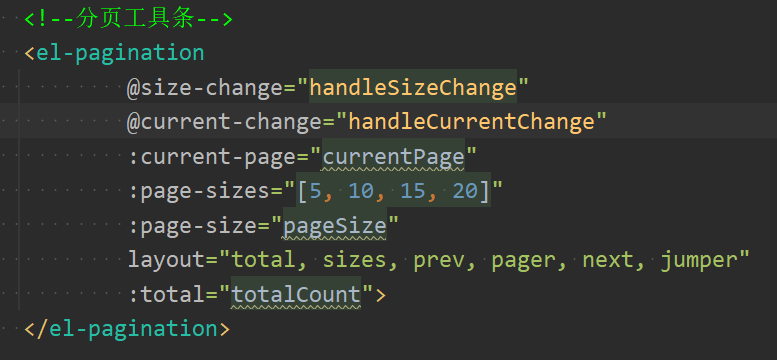 <!--分页工具条-->
<el-pagination
@size-change="handleSizeChange"
@current-change="handleCurrentChange"
:current-page="currentPage"
:page-sizes="[5, 10, 15, 20]"
:page-size="pageSize"
layout="total, sizes, prev, pager, next, jumper"
:total="totalCount">
</el-pagination>